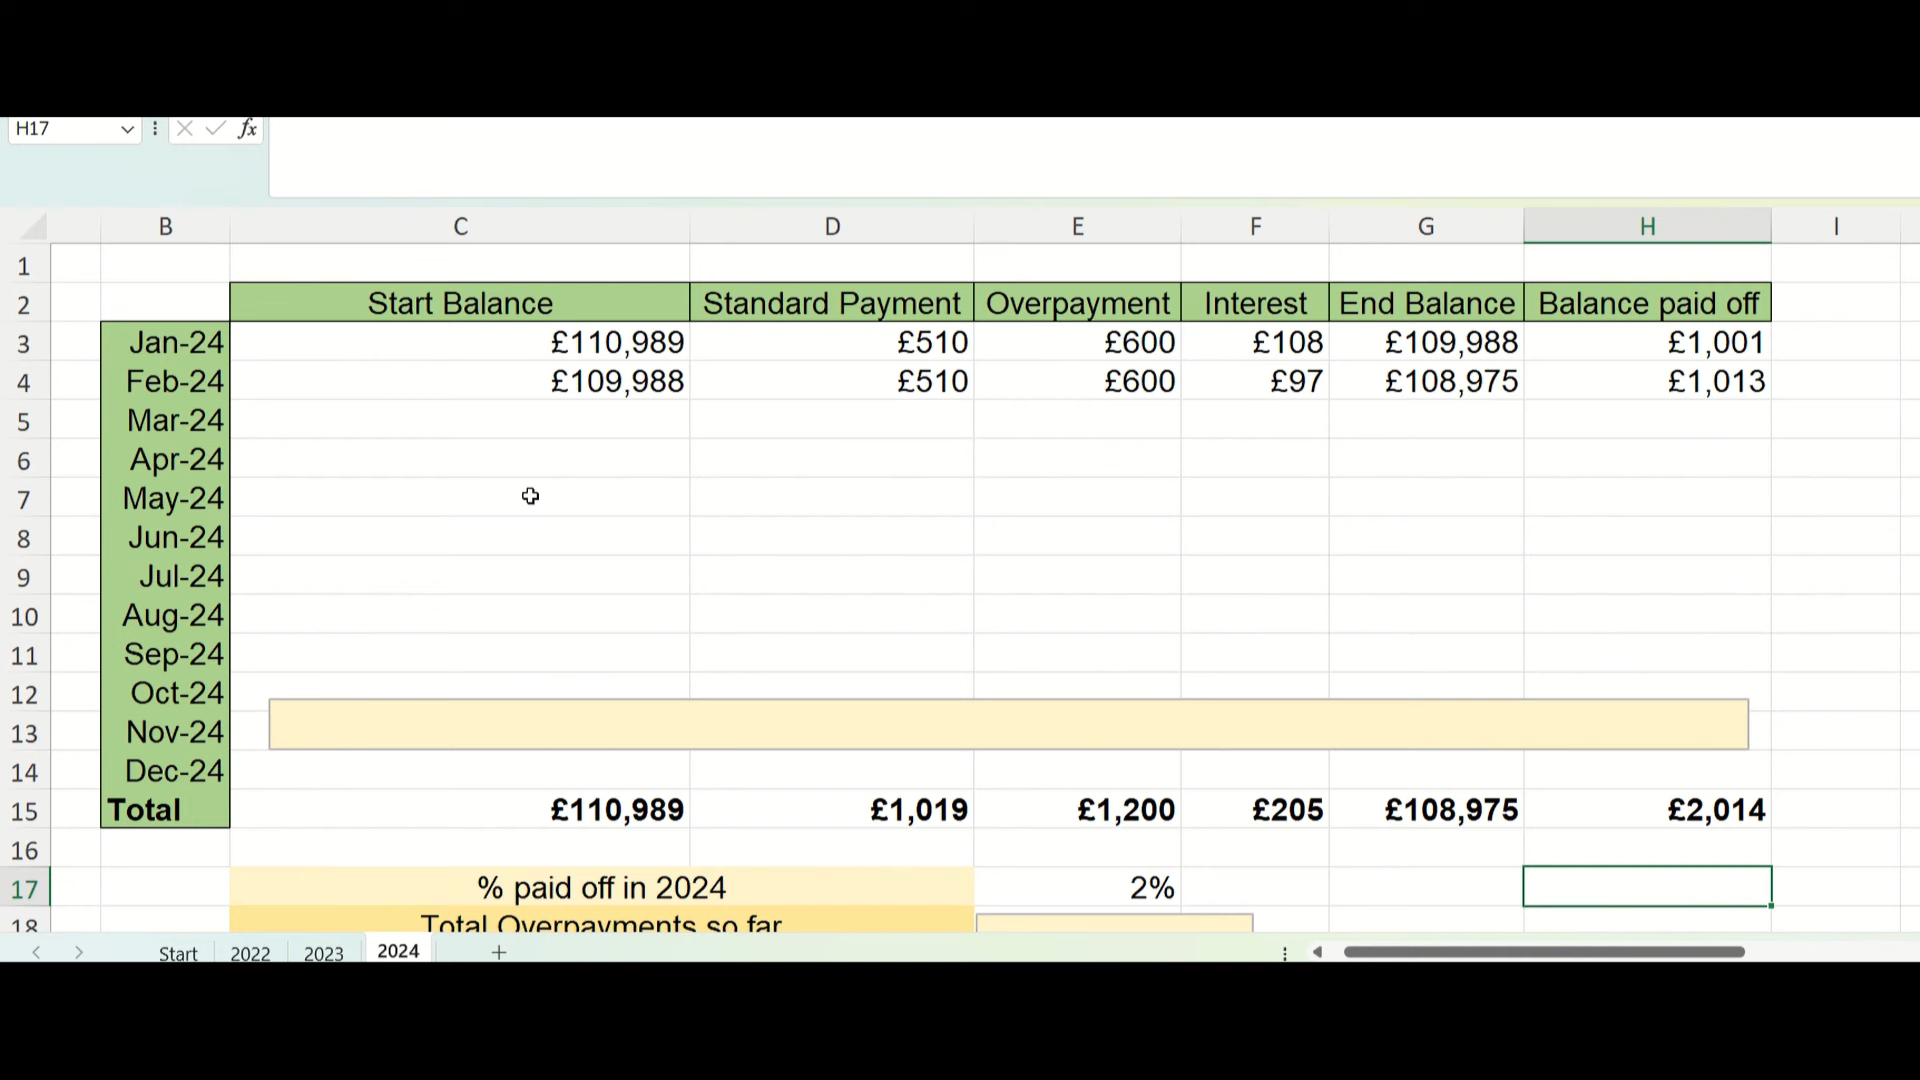 H17 fx
B C D E F G H I
1
2 Start Balance Standard Payment Overpayment Interest End Balance Balance paid off
3 Jan-24 £110,989 £510 £600 £108 £109,988 £1,001
4 Feb-24 £109,988 £510 £600 £97 £108,975 £1,013
5 Mar-24
6 Apr-24
7 May-24
8 Jun-24
9 Jul-24
10 Aug-24
11 Sep-24
12 Oct-24
13 Nov-24
14 Dec-24
15 Total £110,989 £1,019 £1,200 £205 £108,975 £2,014
16
17 % paid off in 2024 2%
18 Total Overpayments so far
Start 2022 2023 2024 +